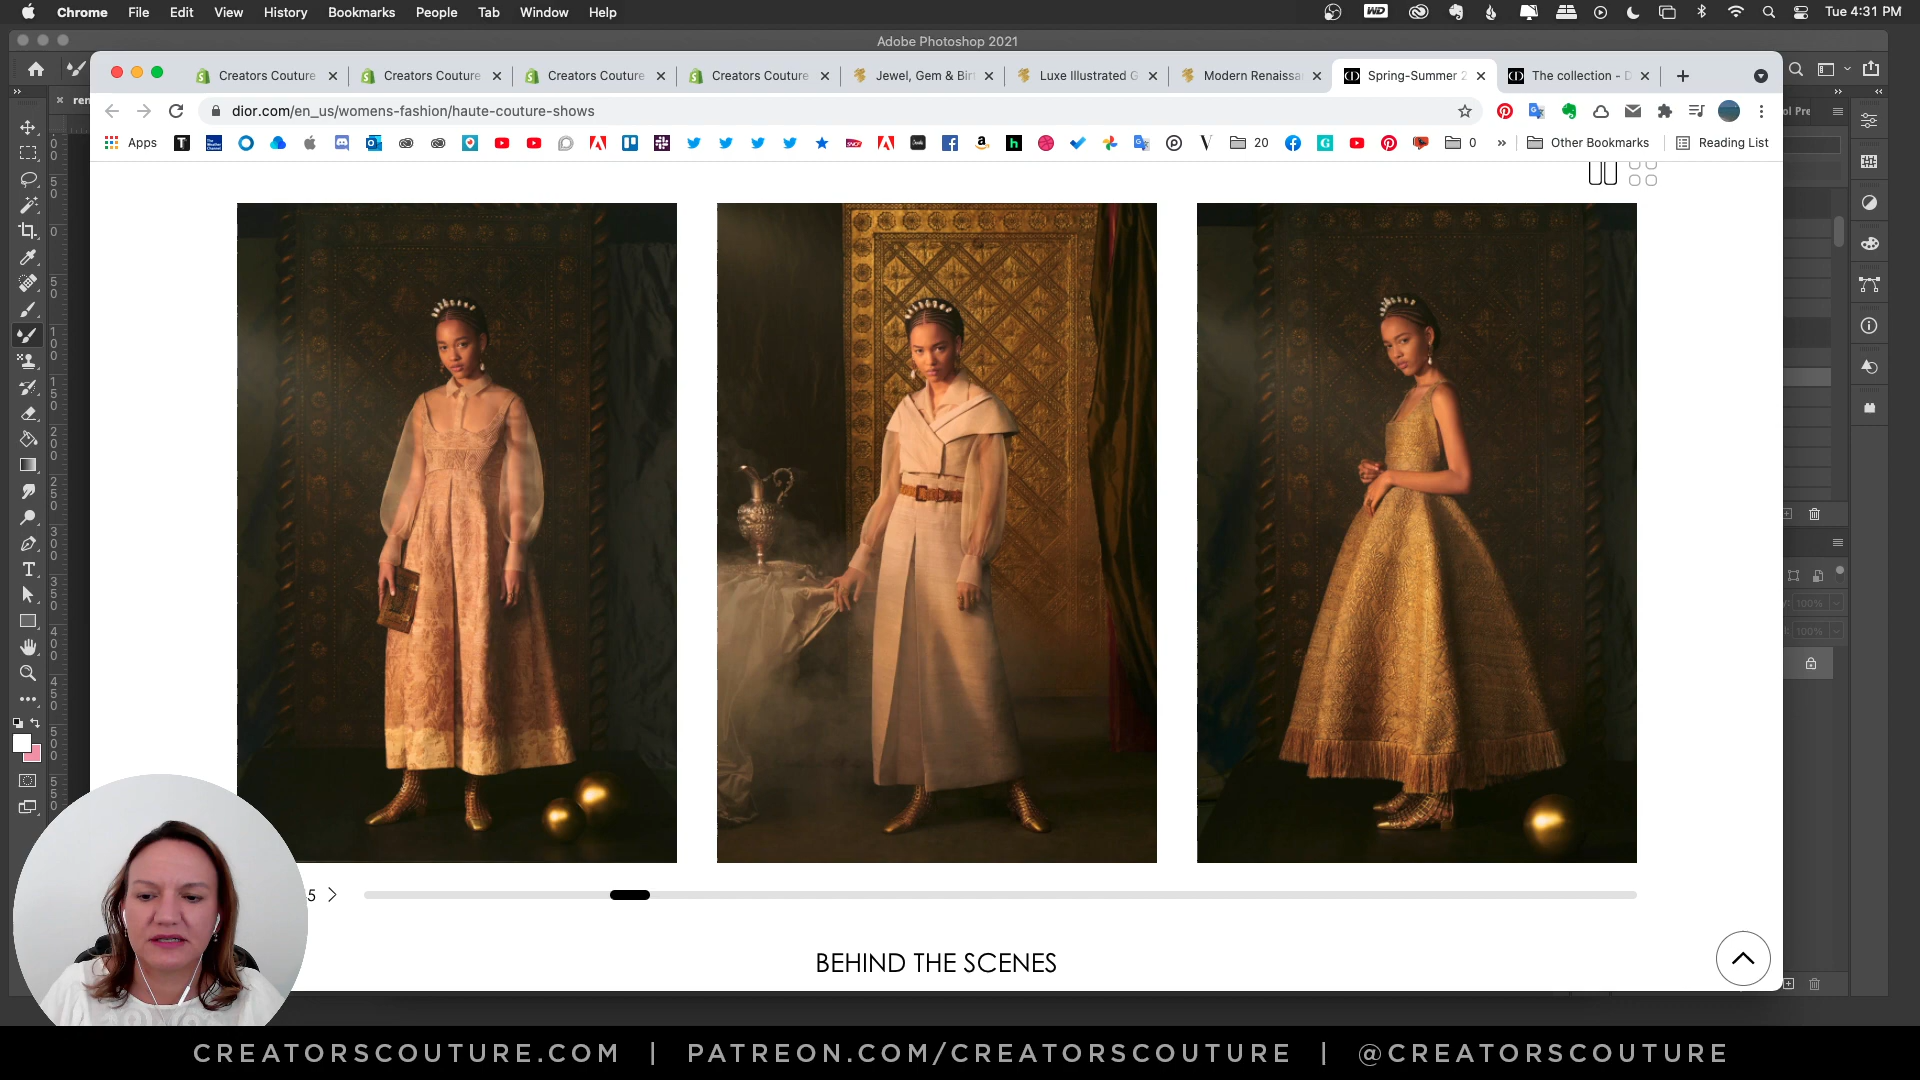 Chrome File Edit View History Bookmarks People Tab Window Help
Tue 4:31 PM
Adobe Photoshop 2021
Creators Couture
Creators Couture
Creators Couture
Creators Couture
Jewel, Gem & Bir
Luxe Illustrated G
Modern Renaissa
Spring-Summer 2
The collection - D
dior.com/en_us/womens-fashion/haute-couture-shows
Apps
20
0
Other Bookmarks
Reading List
100%
100%
5
BEHIND THE SCENES
CREATORSCOUTURE.COM | PATREON.COM/CREATORSCOUTURE | @CREATORSCOUTURE